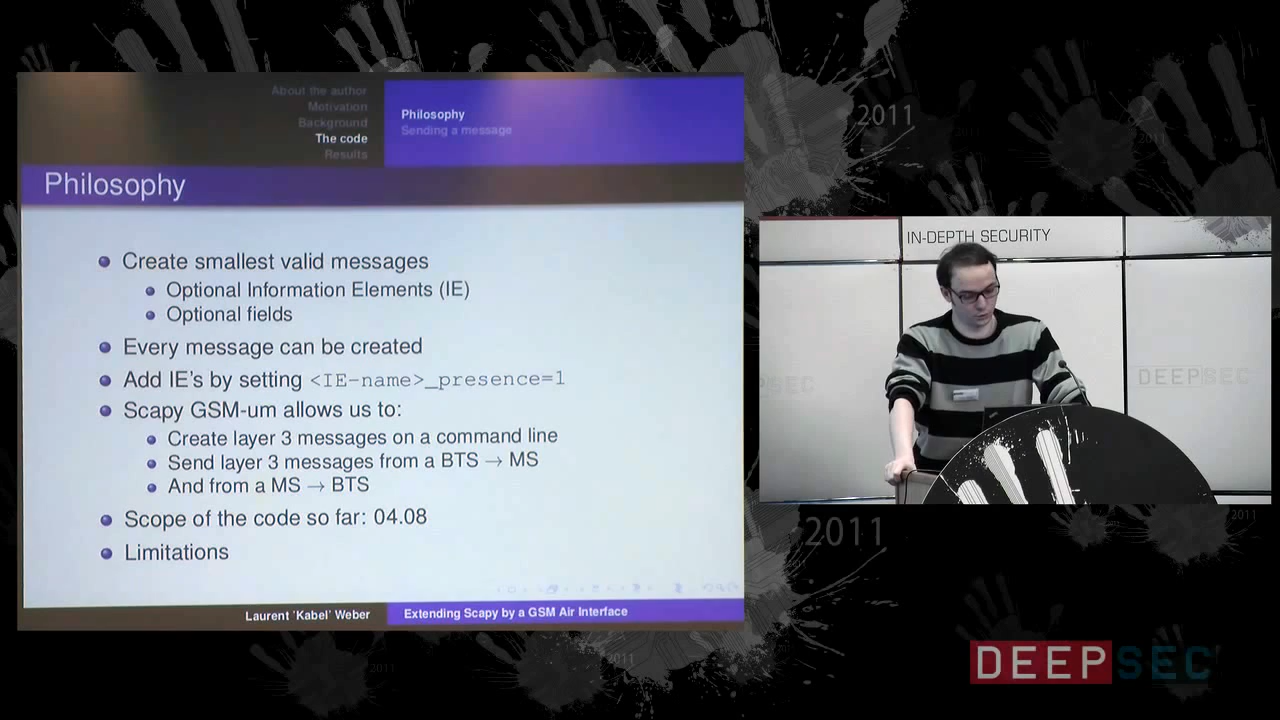 About the author
Motivation
Background
The code
Results
Philosophy
Sending a message
Philosophy
Create smallest valid messages
Optional Information Elements (IE)
Optional fields
Every message can be created
Add IE's by setting <IE-name>_presence=1
Scapy GSM-um allows us to:
Create layer 3 messages on a command line
Send layer 3 messages from a BTS → MS
And from a MS → BTS
Scope of the code so far: 04.08
Limitations
Laurent 'Kabel' Weber
Extending Scapy by a GSM Air Interface
2011
IN-DEPTH SECURITY
DEEPSEC
DEEPSEC
2011
2011
2011
2011
DEEPSEC